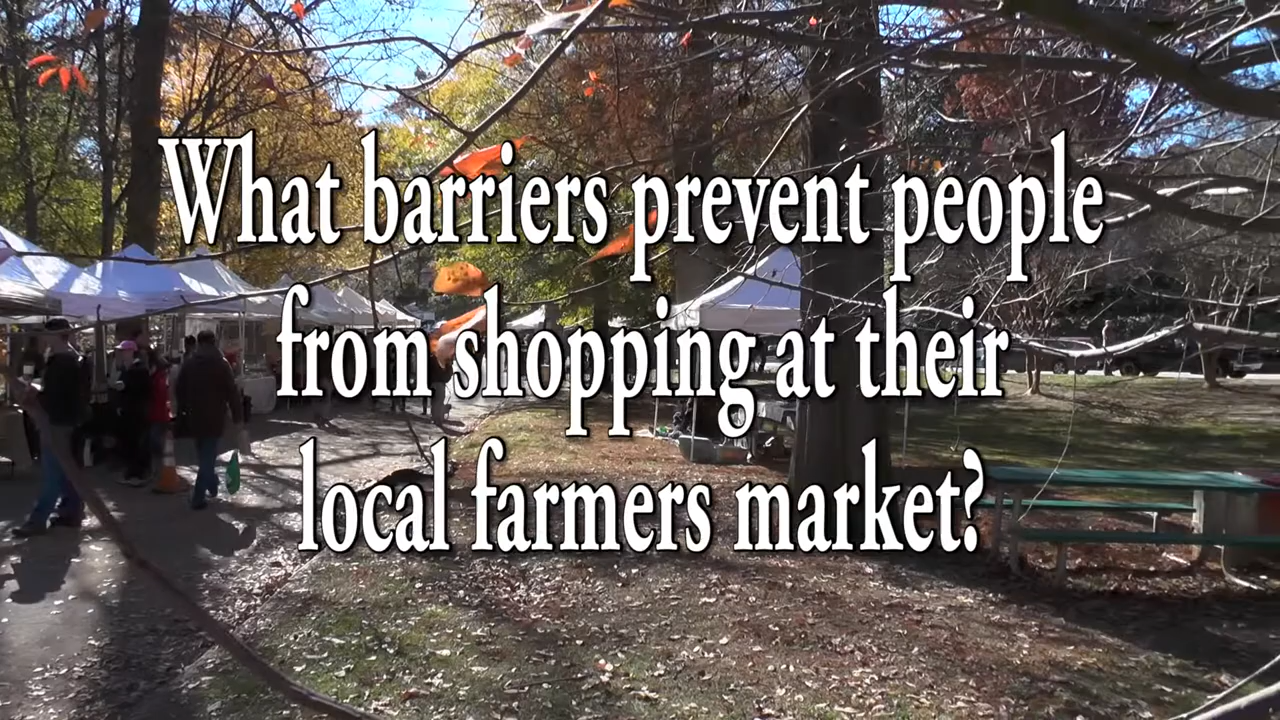 What barriers prevent people
from shopping at their
local farmers market?